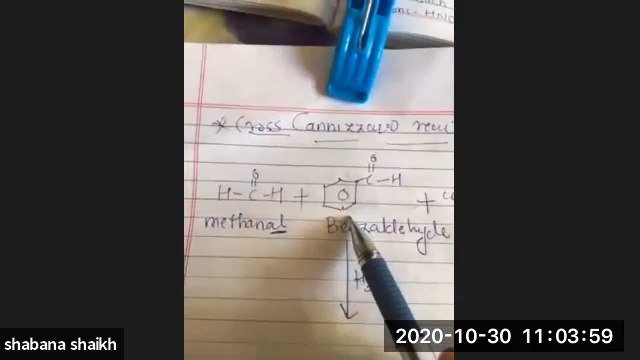 * Cross Cannizzaro
O
O
H-C-H + C-H +
methanal Benzaldehyde
H
shabana shaikh
2020-10-30 11:03:59